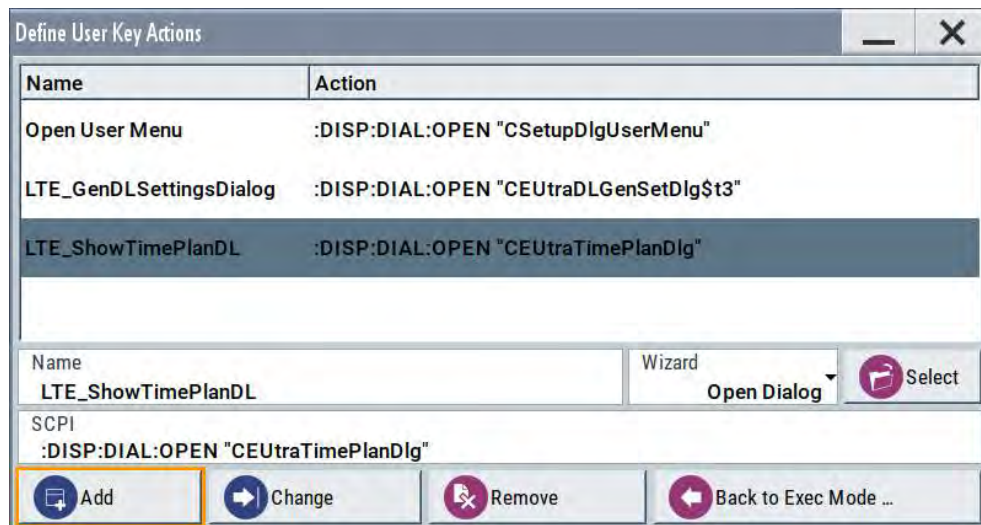 Define User Key Actions
Name Action
Open User Menu :DISP:DIAL:OPEN "CSetupDlgUserMenu"
LTE_GenDLSettingsDialog :DISP:DIAL:OPEN "CEUtraDLGenSetDlg$t3"
LTE_ShowTimePlanDL :DISP:DIAL:OPEN "CEUtraTimePlanDlg"
Name Wizard
LTE_ShowTimePlanDL Open Dialog Select
SCPI
:DISP:DIAL:OPEN "CEUtraTimePlanDlg"
Add Change Remove Back to Exec Mode ...